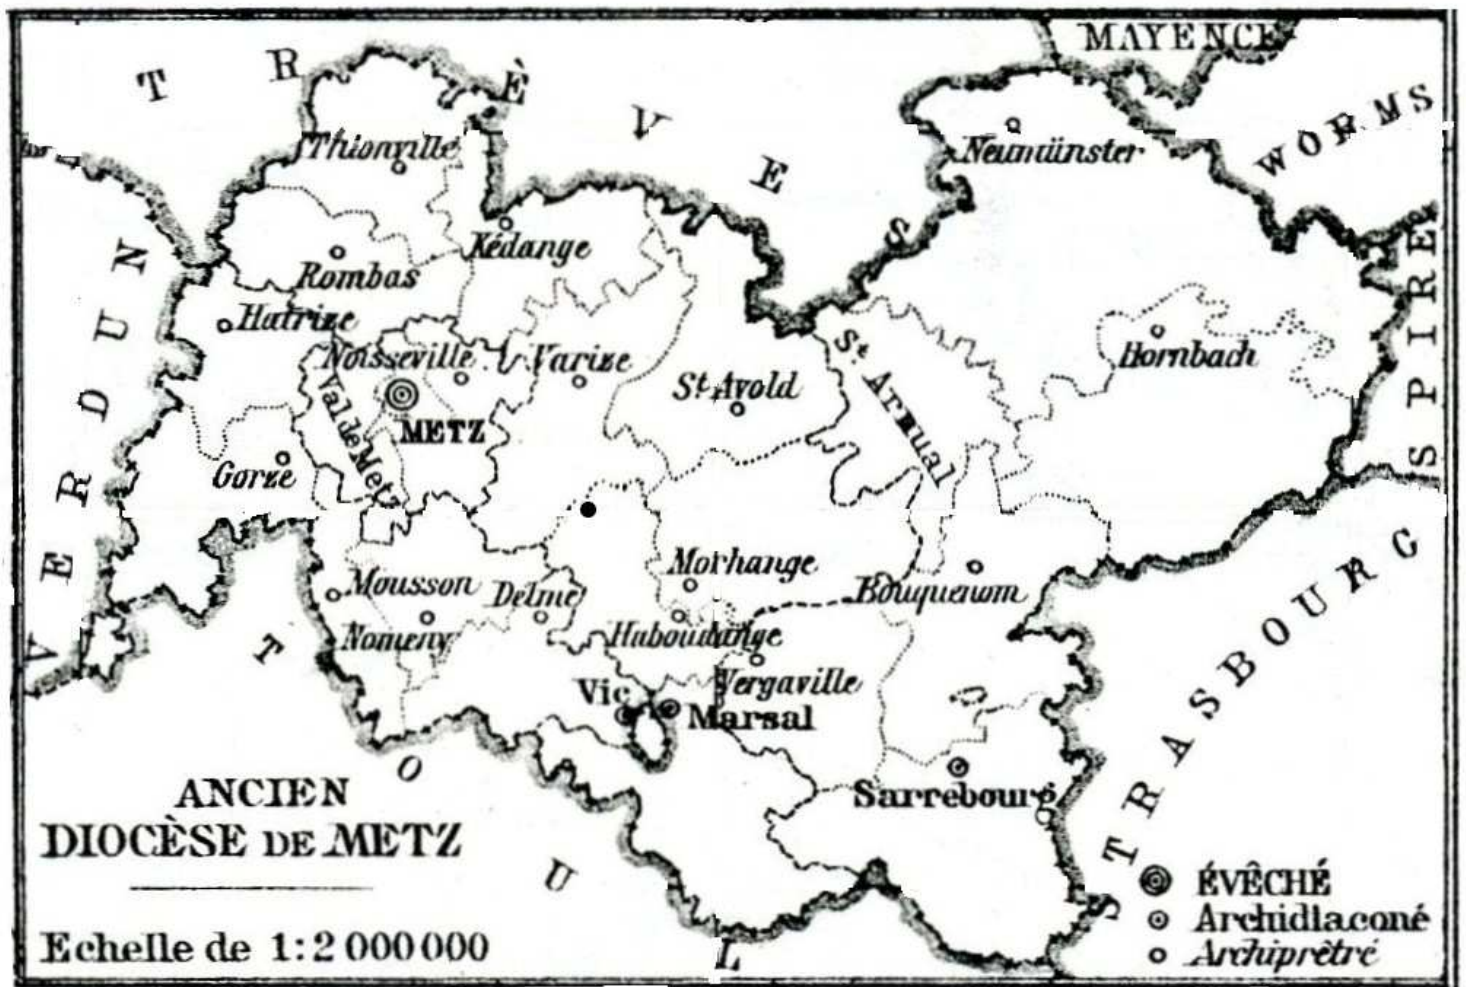 MAYENCE
TRÈVES
WORMS
Thionville
Neumünster
Kédange
Rombas
Hatrize
SPIRE
VERDUN
Noisseville
Varize
St. Arnual
Hornbach
St. Avold
Val de Metz
METZ
Gorze
Morhange
Mousson
Delme
Bouquenom
Nomeny
Haboudange
Vergaville
Vic
Marsal
STRASBOURG
TOUL
Sarrebourg
ANCIEN
DIOCÈSE DE METZ
Echelle de 1:2 000 000
ÉVÊCHÉ
Archidiaconé
Archiprêtré